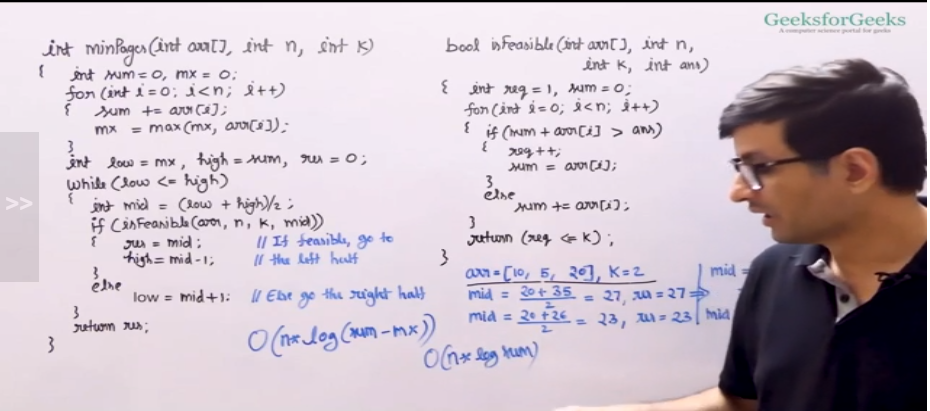 GeeksforGeeks
A computer science portal for geeks
int minPages(int arr[], int n, int k)
{ int sum=0, mx=0;
for(int i=0; i<n; i++)
{ sum += arr[i];
mx = max(mx, arr[i]);
}
int low=mx, high=sum, res=0;
while(low <= high)
{
int mid = (low + high)/2;
if (isFeasible(arr, n, k, mid))
{ res = mid; // If feasible, go to
high=mid-1; // the left half
}
else
low = mid+1; // Else go the right half
}
return res;
}
O(n*log(sum-mx))
bool isFeasible(int arr[], int n,
int k, int ans)
{ int req=1, sum=0;
for(int i=0; i<n; i++)
{ if(sum+arr[i] > ans)
{
req++;
sum = arr[i];
}
else
sum += arr[i];
}
return (req <= k);
}
arr=[10, 5, 20], K=2
mid = 20+35/2 = 27, res=27 =>
mid = 20+26/2 = 23, res=23
mid =
mid
O(n*log sum)
>>